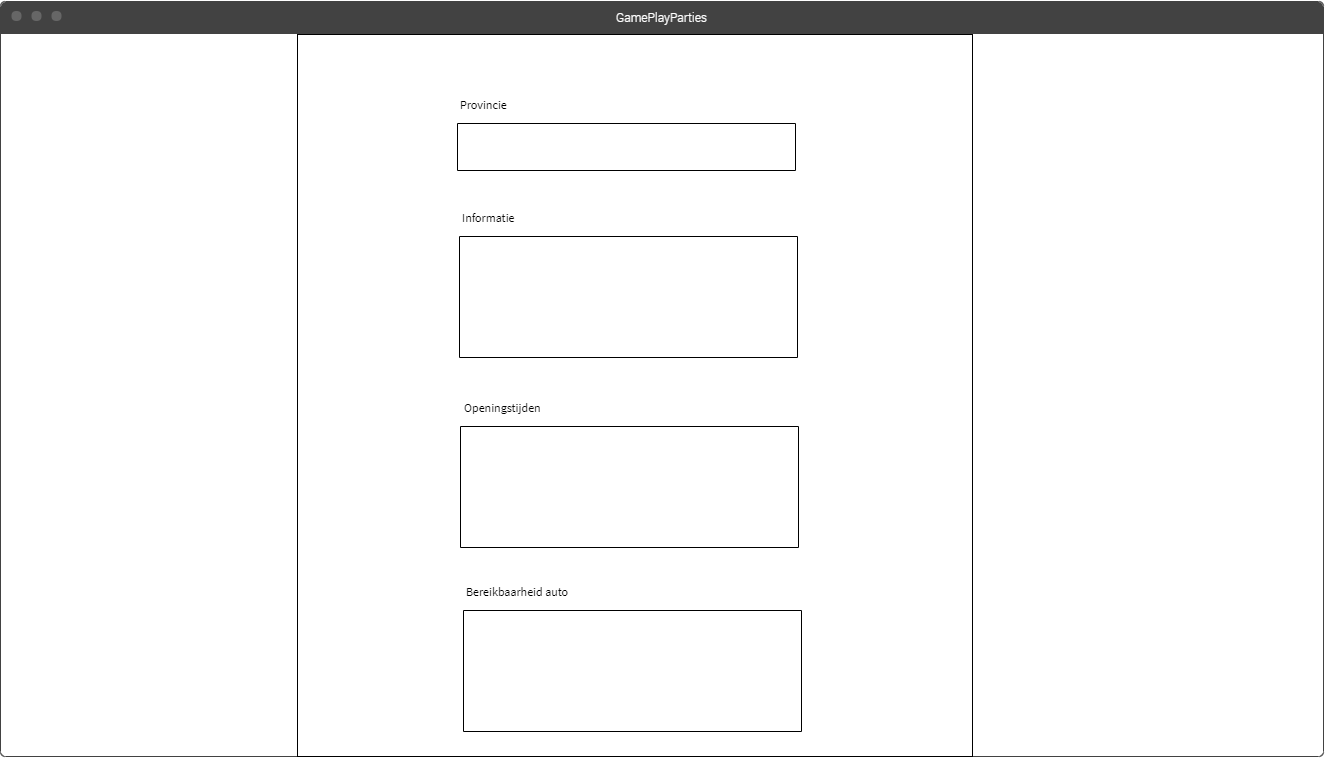 GamePlayParties
Provincie
Informatie
Openingstijden
Bereikbaarheid auto